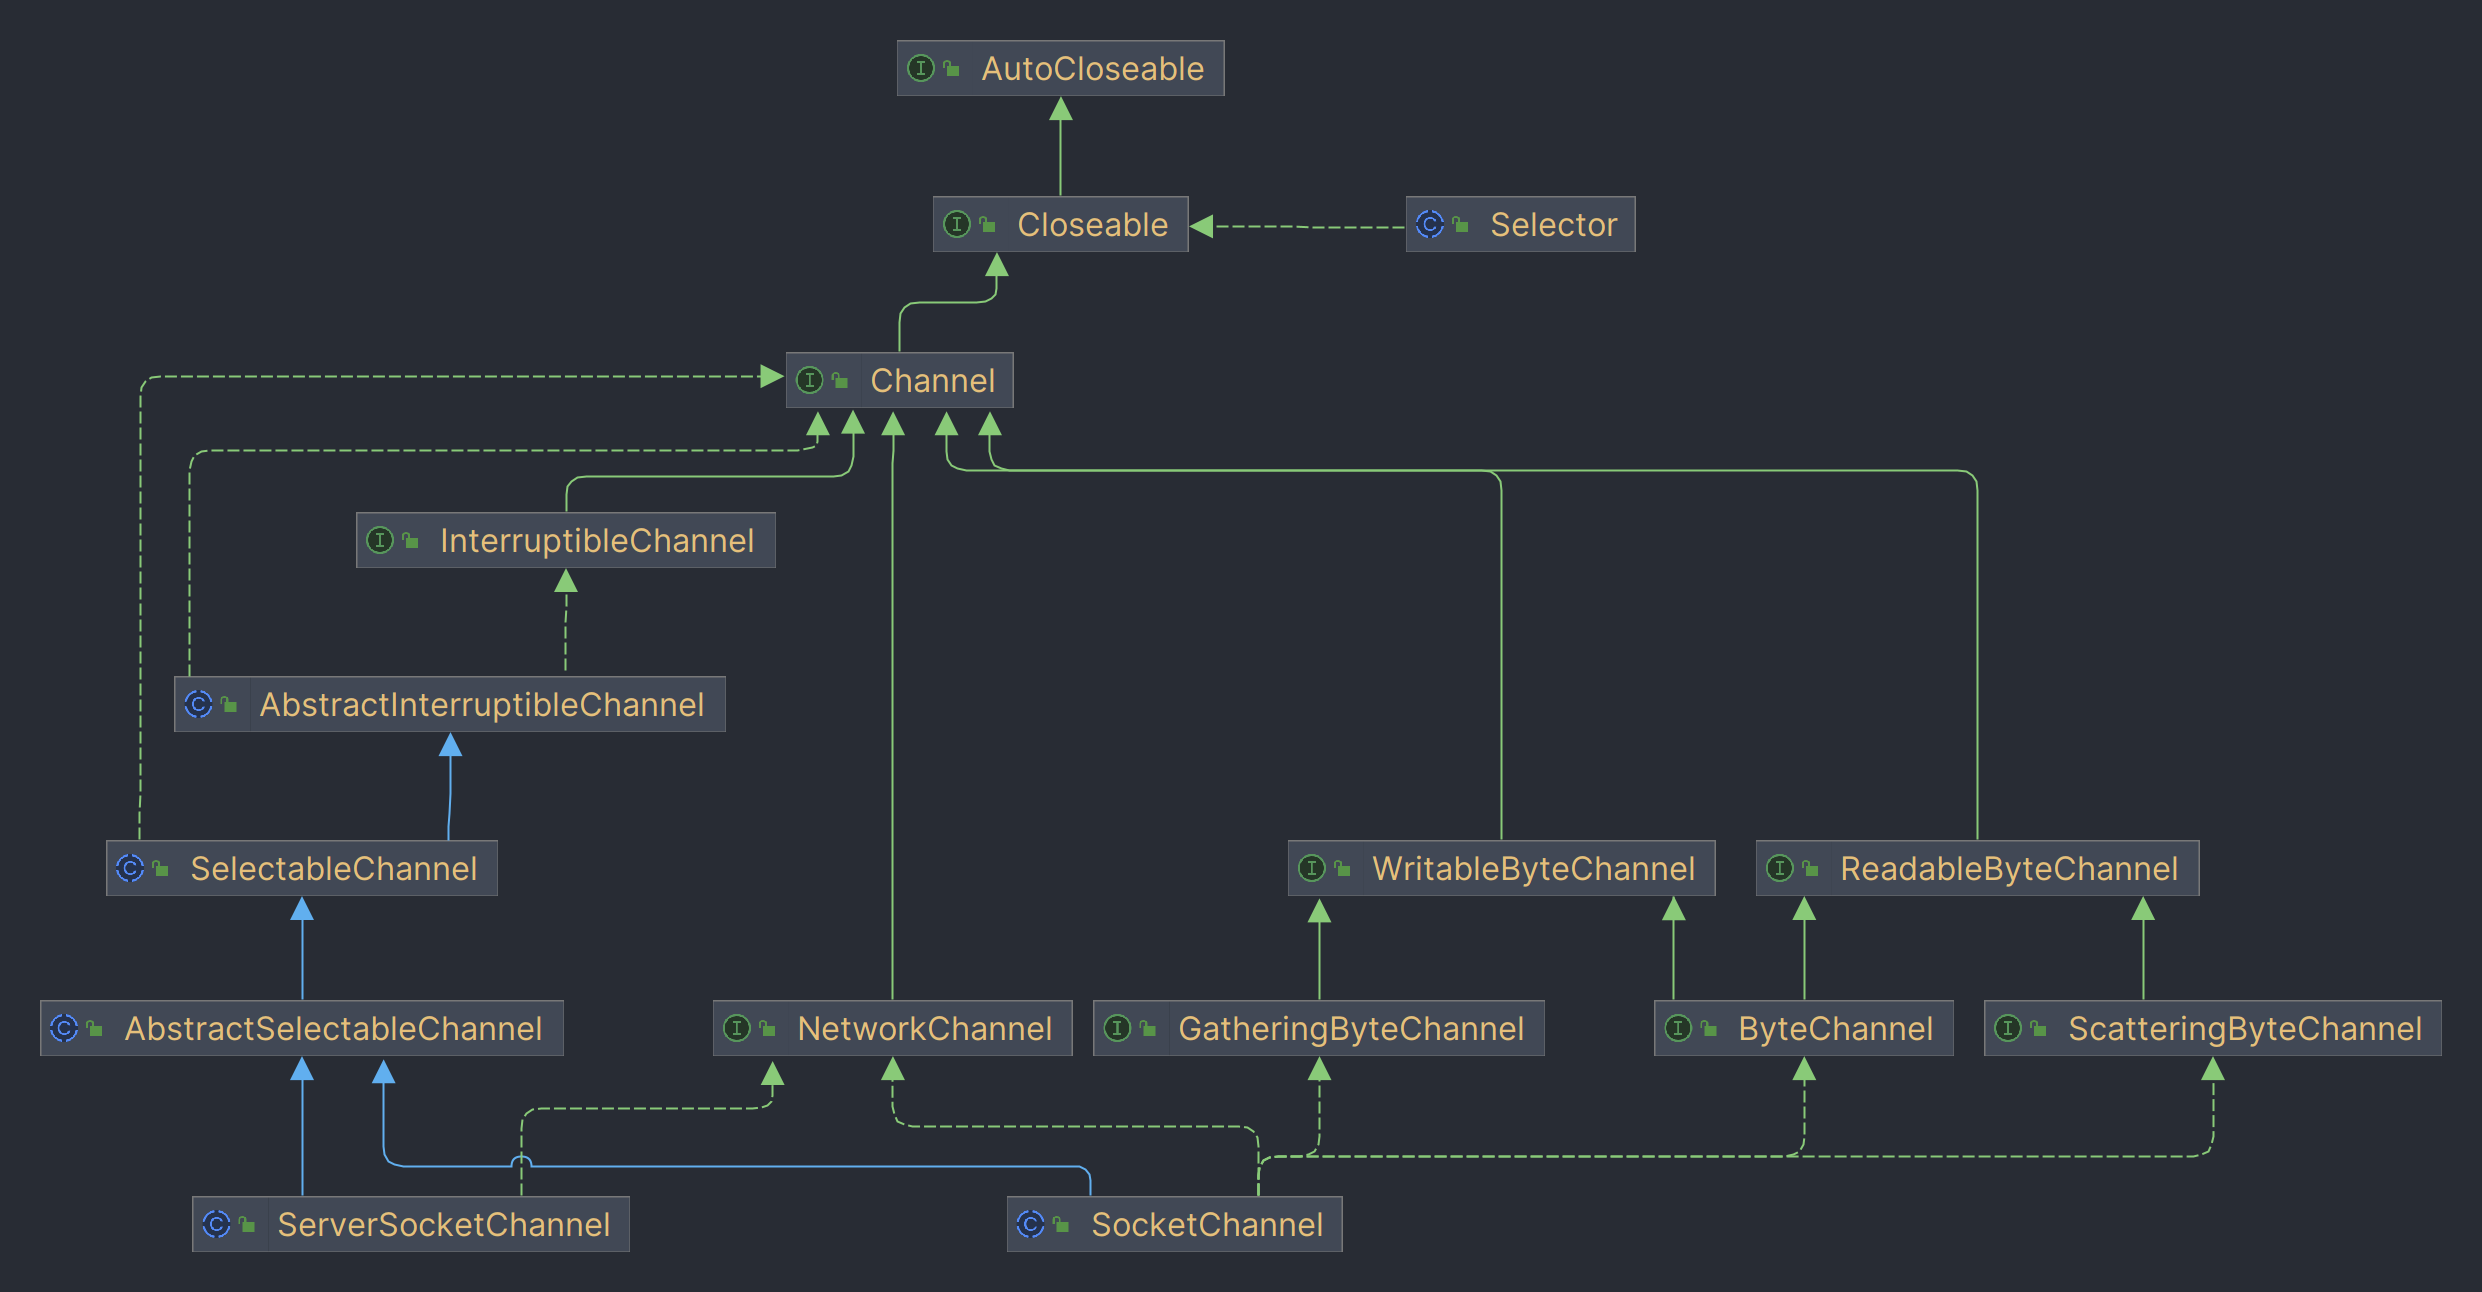 AutoCloseable
Closeable
Selector
Channel
InterruptibleChannel
AbstractInterruptibleChannel
SelectableChannel
WritableByteChannel
ReadableByteChannel
AbstractSelectableChannel
NetworkChannel
GatheringByteChannel
ByteChannel
ScatteringByteChannel
ServerSocketChannel
SocketChannel